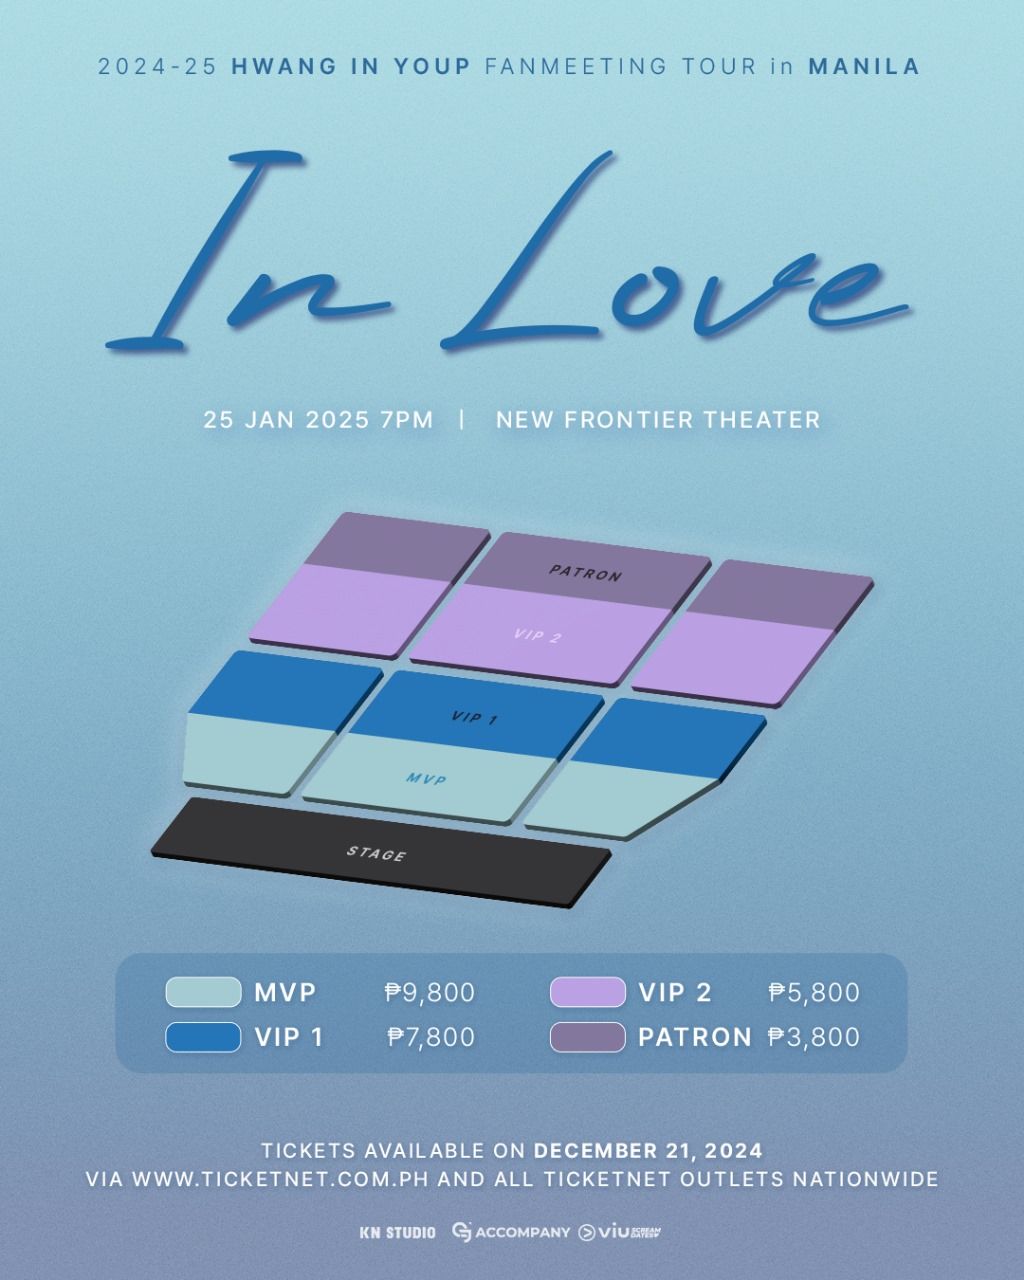 2024-25 HWANG IN YOUP FANMEETING TOUR in MANILA
In Love
25 JAN 2025 7PM | NEW FRONTIER THEATER
PATRON
VIP 2
VIP 1
MVP
STAGE
MVP ₱9,800 VIP 2 ₱5,800
VIP 1 ₱7,800 PATRON ₱3,800
TICKETS AVAILABLE ON DECEMBER 21, 2024
VIA WWW.TICKETNET.COM.PH AND ALL TICKETNET OUTLETS NATIONWIDE
KN STUDIO ACCOMPANY viu SCREAM DATES